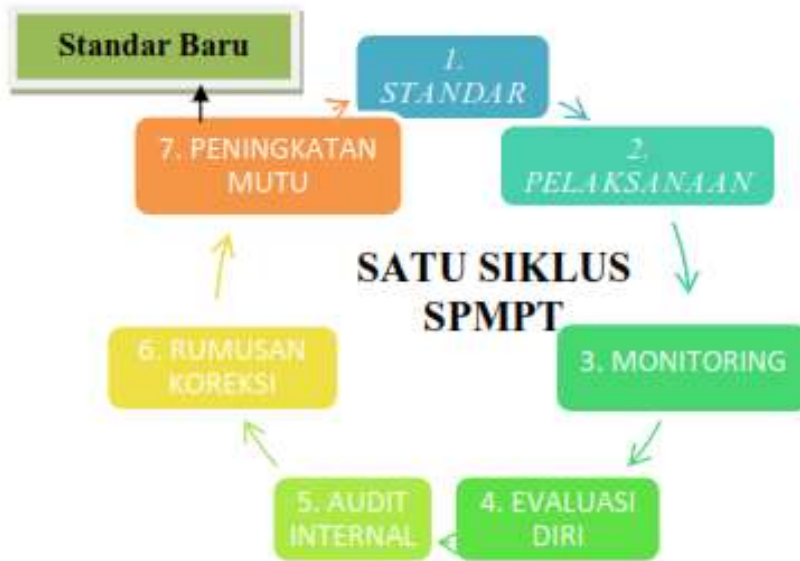 Standar Baru
1.
STANDAR
7. PENINGKATAN
MUTU
2.
PELAKSANAAN
SATU SIKLUS
SPMPT
6. RUMUSAN
KOREKSI
3. MONITORING
5. AUDIT
INTERNAL
4. EVALUASI
DIRI